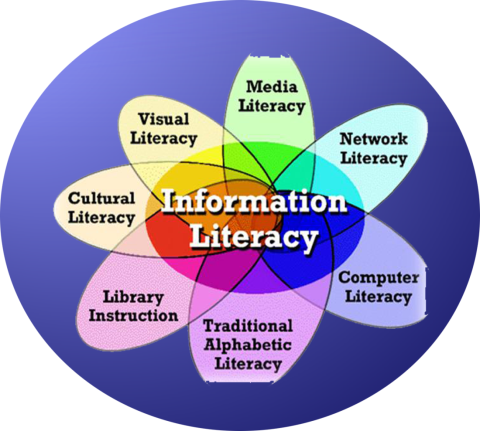 Media
Literacy
Visual
Literacy
Network
Literacy
Cultural
Literacy
Information
Literacy
Computer
Literacy
Library
Instruction
Traditional
Alphabetic
Literacy